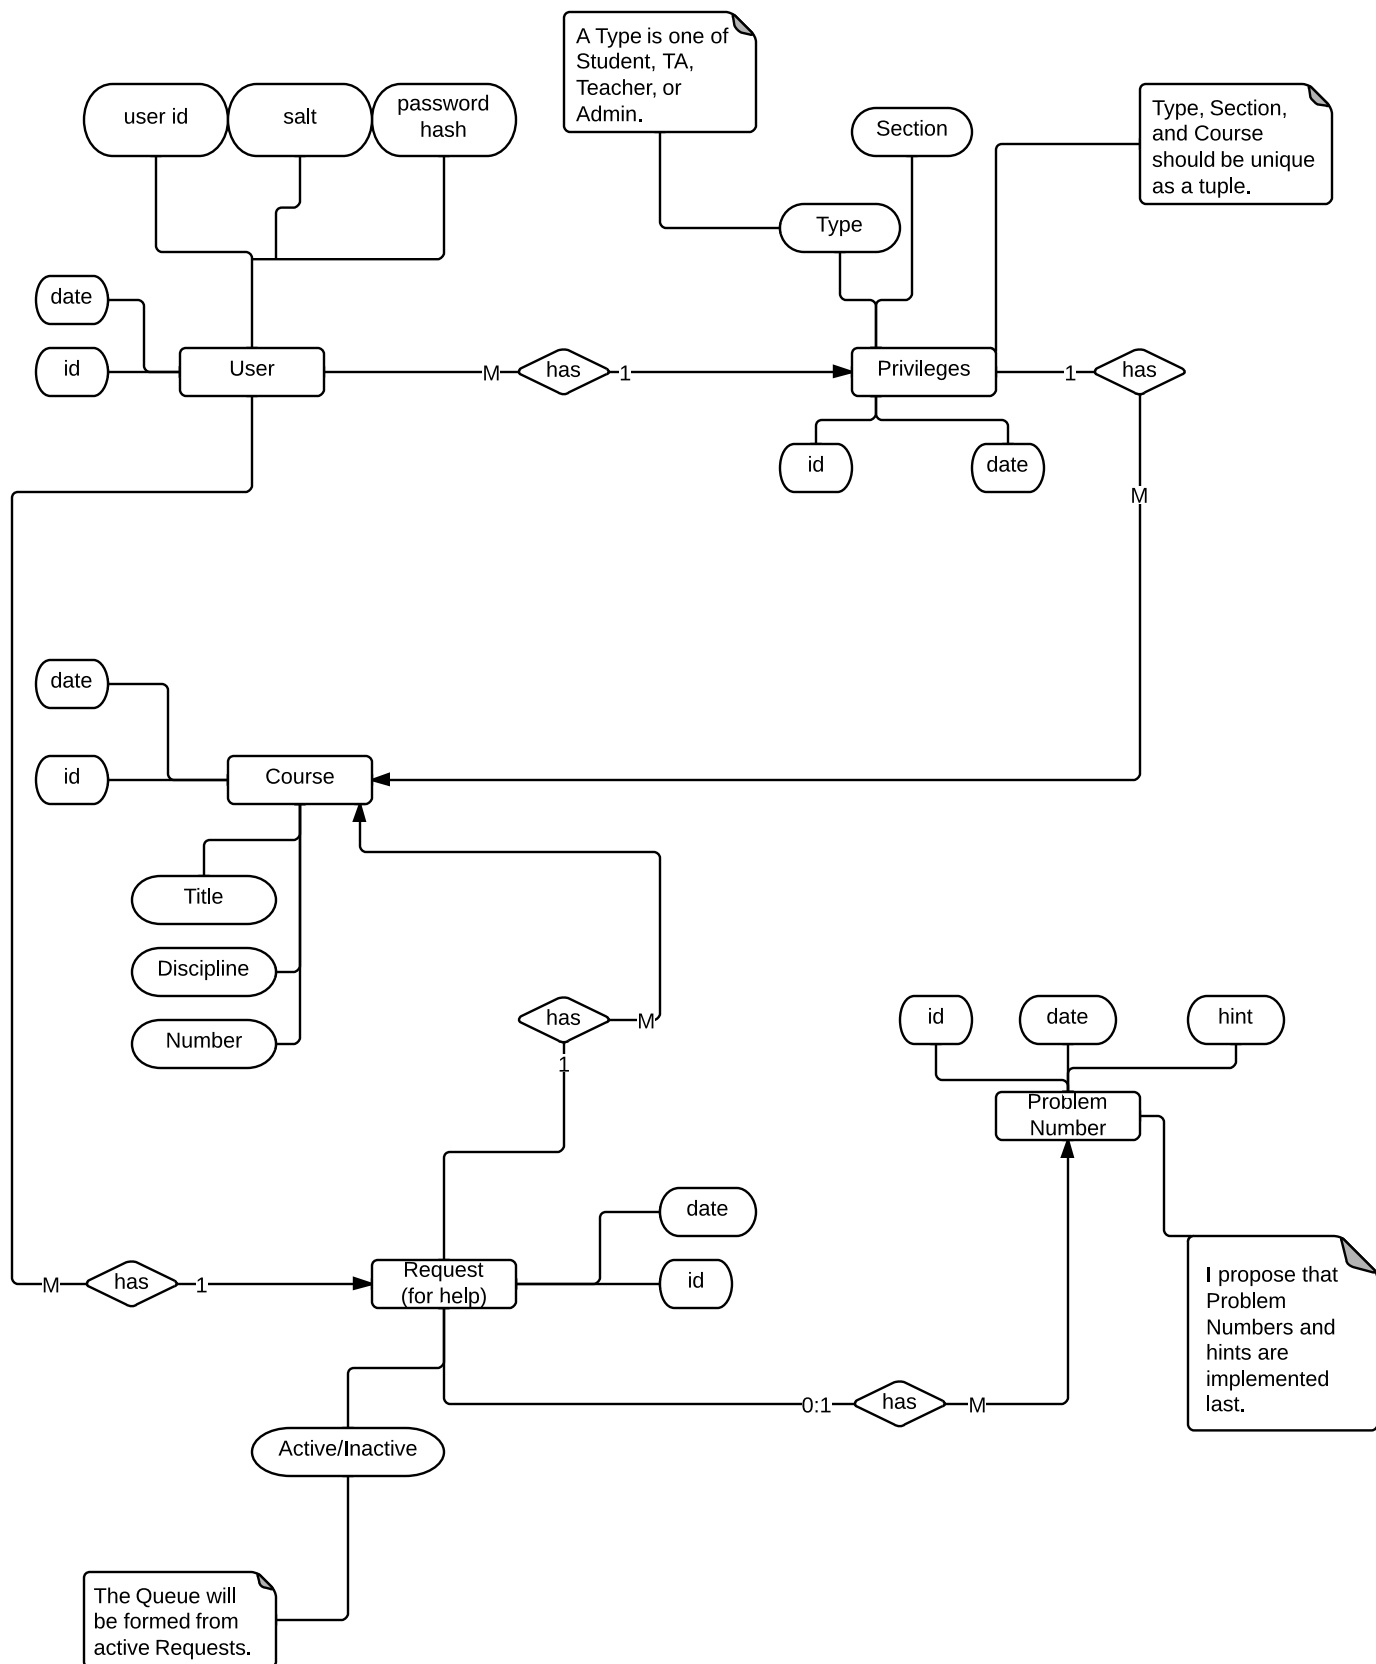 A Type is one of
Student, TA,
Teacher, or
Admin.
user id
salt
password
hash
Section
Type, Section,
and Course
should be unique
as a tuple.
Type
date
id
User
M
has
1
Privileges
1
has
id
date
M
date
id
Course
Title
Discipline
Number
has
M
1
id
date
hint
Problem
Number
date
id
Request
(for help)
M
has
1
I propose that
Problem
Numbers and
hints are
implemented
last.
0:1
has
M
Active/Inactive
The Queue will
be formed from
active Requests.